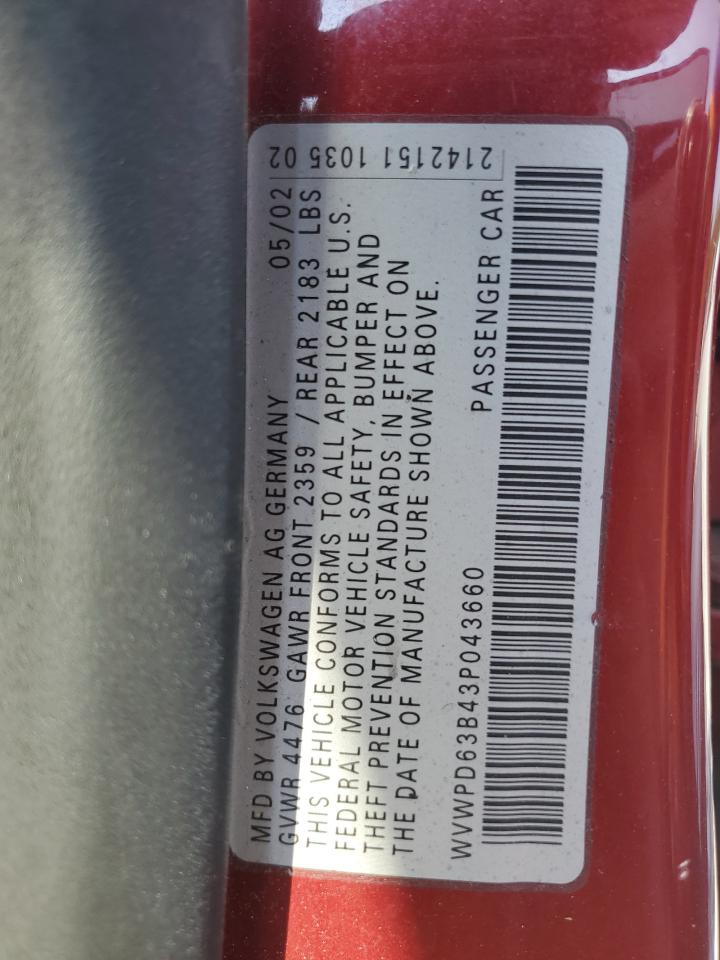 MFD BY VOLKSWAGEN AG GERMANY 05/02
GVWR 4476 GAWR FRONT 2359 / REAR 2183 LBS
THIS VEHICLE CONFORMS TO ALL APPLICABLE U.S.
FEDERAL MOTOR VEHICLE SAFETY, BUMPER AND
THEFT PREVENTION STANDARDS IN EFFECT ON
THE DATE OF MANUFACTURE SHOWN ABOVE.
WVWPD63B43P043660 PASSENGER CAR
2142151 1035 02